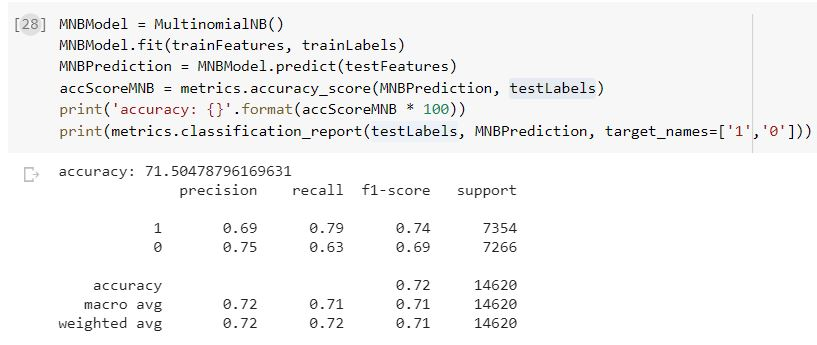 [28] MNBModel = MultinomialNB()
MNBModel.fit(trainFeatures, trainLabels)
MNBPrediction = MNBModel.predict(testFeatures)
accScoreMNB = metrics.accuracy_score(MNBPrediction, testLabels)
print('accuracy: {}'.format(accScoreMNB * 100))
print(metrics.classification_report(testLabels, MNBPrediction, target_names=['1','0']))
accuracy: 71.50478796169631
precision recall f1-score support
1 0.69 0.79 0.74 7354
0 0.75 0.63 0.69 7266
accuracy 0.72 14620
macro avg 0.72 0.71 0.71 14620
weighted avg 0.72 0.72 0.71 14620